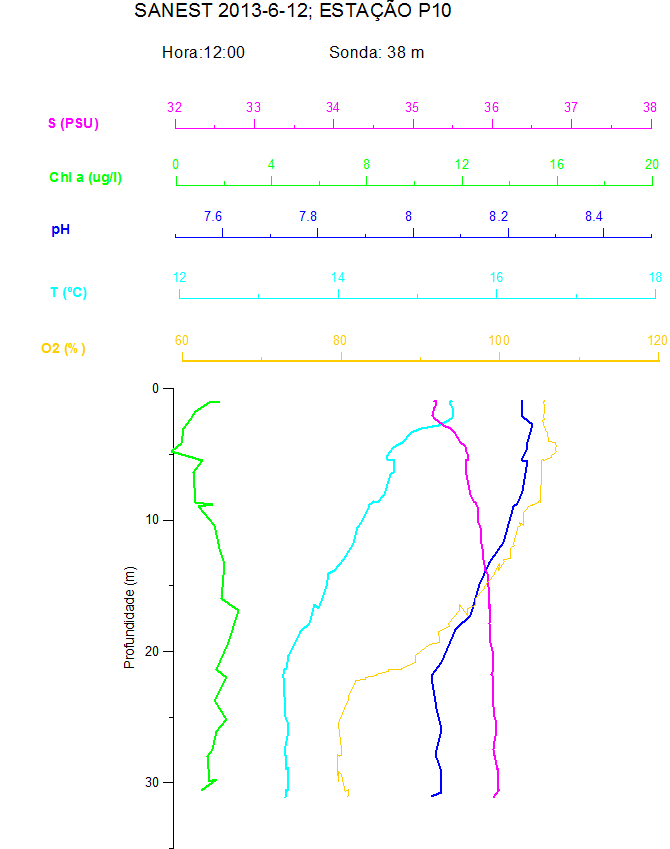 SANEST 2013-6-12; ESTAÇÃO P10
Hora:12:00 Sonda: 38 m
32 33 34 35 36 37 38
S (PSU)
0 4 8 12 16 20
Chl a (ug/l)
7.6 7.8 8 8.2 8.4
pH
12 14 16 18
T (ºC)
60 80 100 120
O2 (%)
0
10
Profundidade (m)
20
30